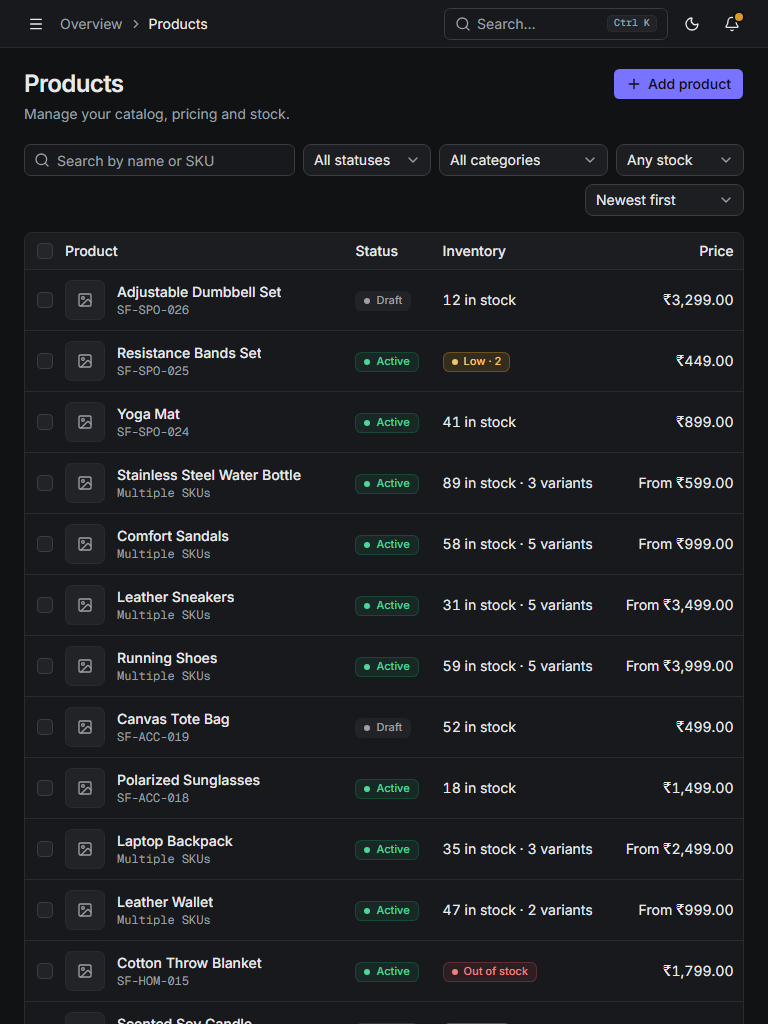 Overview > Products
Search...
Ctrl K
Products
Add product
Manage your catalog, pricing and stock.
Search by name or SKU
All statuses
All categories
Any stock
Newest first
Product Status Inventory Price
Adjustable Dumbbell Set
SF-SPO-026
Draft
12 in stock
₹3,299.00
Resistance Bands Set
SF-SPO-025
Active
Low · 2
₹449.00
Yoga Mat
SF-SPO-024
Active
41 in stock
₹899.00
Stainless Steel Water Bottle
Multiple SKUs
Active
89 in stock · 3 variants
From ₹599.00
Comfort Sandals
Multiple SKUs
Active
58 in stock · 5 variants
From ₹999.00
Leather Sneakers
Multiple SKUs
Active
31 in stock · 5 variants
From ₹3,499.00
Running Shoes
Multiple SKUs
Active
59 in stock · 5 variants
From ₹3,999.00
Canvas Tote Bag
SF-ACC-019
Draft
52 in stock
₹499.00
Polarized Sunglasses
SF-ACC-018
Active
18 in stock
₹1,499.00
Laptop Backpack
Multiple SKUs
Active
35 in stock · 3 variants
From ₹2,499.00
Leather Wallet
Multiple SKUs
Active
47 in stock · 2 variants
From ₹999.00
Cotton Throw Blanket
SF-HOM-015
Active
Out of stock
₹1,799.00
Scented Soy Candle